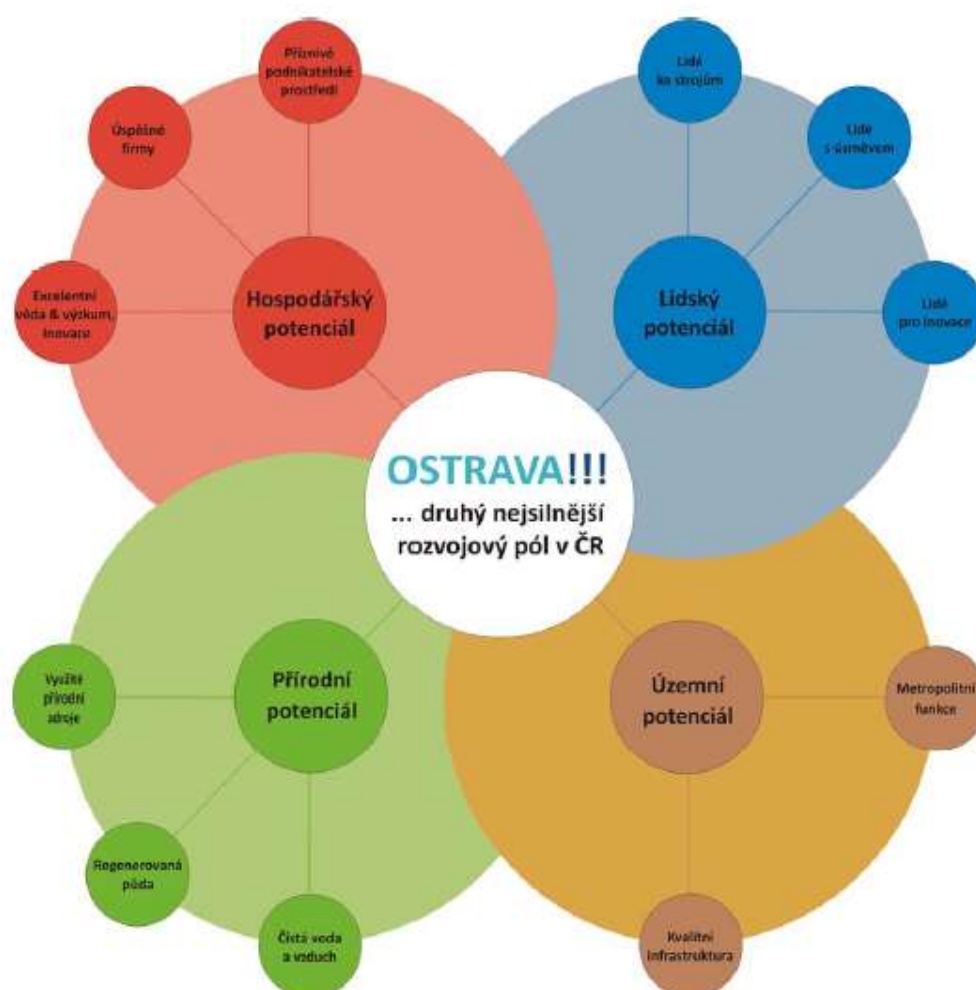 Příznivé
podnikatelské
prostředí
Úspěšné
firmy
Excelentní
věda & výzkum,
inovace
Hospodářský
potenciál
Lidé
ke strojům
Lidé
s úsměvem
Lidé
pro inovace
Lidský
potenciál
OSTRAVA!!!
... druhý nejsilnější
rozvojový pól v ČR
Přírodní
potenciál
Využité
přírodní
zdroje
Regenerovaná
půda
Čistá voda
a vzduch
Územní
potenciál
Metropolitní
funkce
Kvalitní
infrastruktura